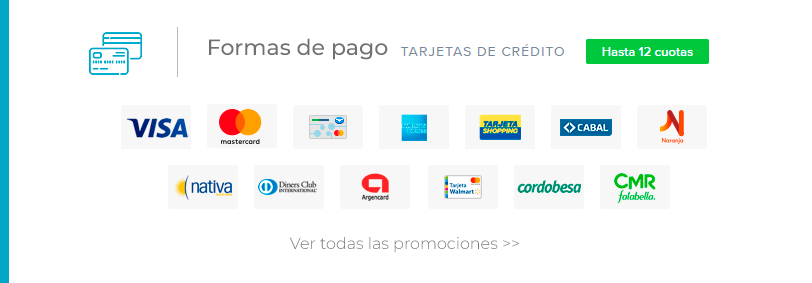 Formas de pago TARJETAS DE CRÉDITO Hasta 12 cuotas
VISA mastercard TARJETA SHOPPING CABAL Naranja
nativa Diners Club INTERNATIONAL Argencard Tarjeta Walmart cordobesa CMR falabella.
Ver todas las promociones >>